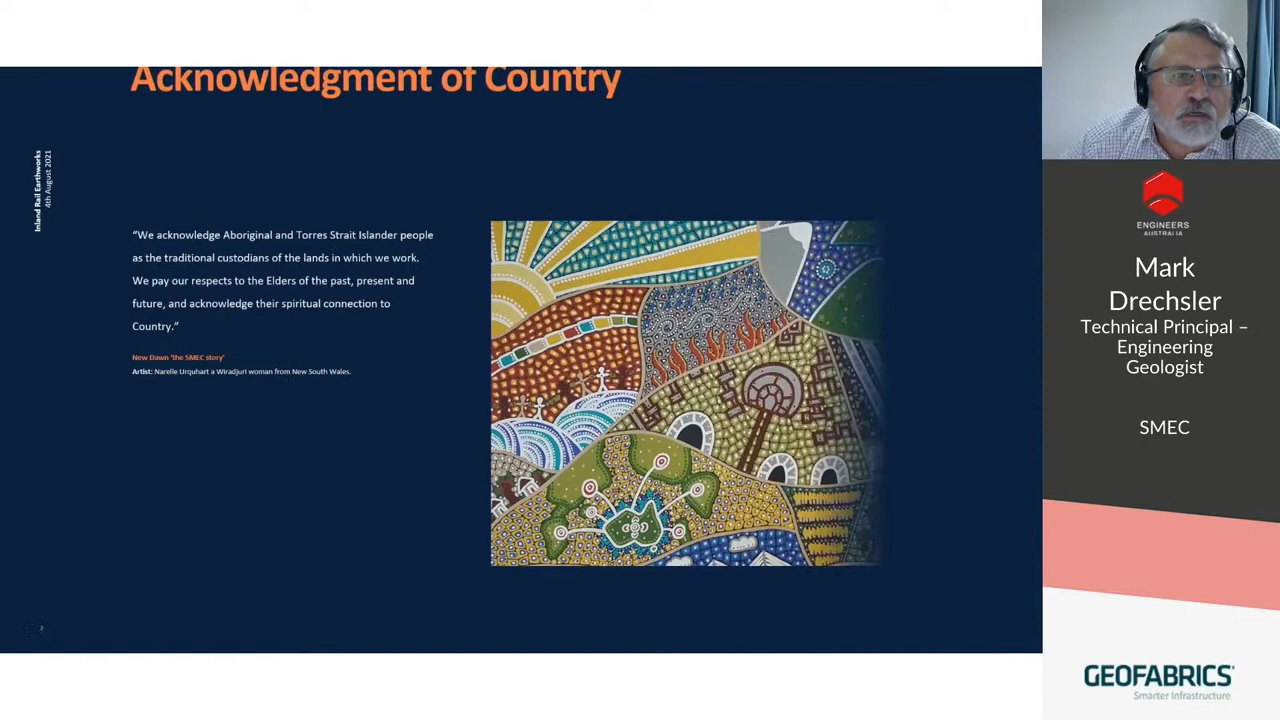 Acknowledgment of Country
Inland Rail Earthworks
4th August 2021
“We acknowledge Aboriginal and Torres Strait Islander people
as the traditional custodians of the lands in which we work.
We pay our respects to the Elders of the past, present and
future, and acknowledge their spiritual connection to
Country.”
New Dawn ‘the SMEC story’
Artist: Narelle Urquhart a Wiradjuri woman from New South Wales.
2
ENGINEERS
AUSTRALIA
Mark
Drechsler
Technical Principal –
Engineering
Geologist
SMEC
GEOFABRICS
Smarter Infrastructure